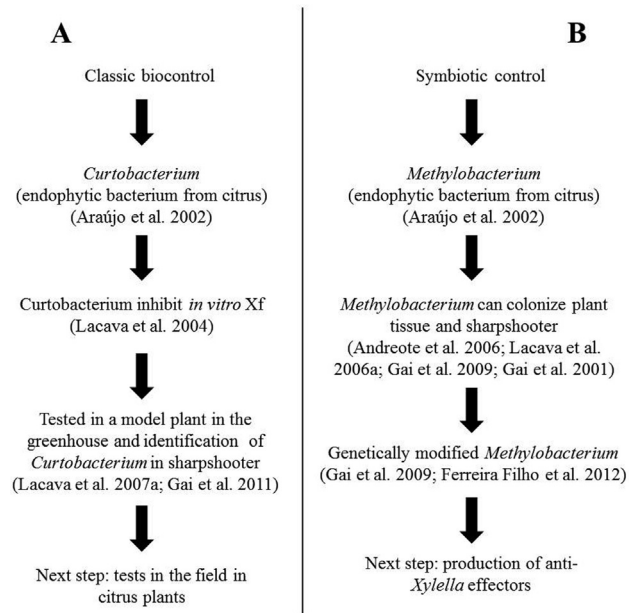 A
Classic biocontrol
Curtobacterium
(endophytic bacterium from citrus)
(Araújo et al. 2002)
Curtobacterium inhibit in vitro Xf
(Lacava et al. 2004)
Tested in a model plant in the
greenhouse and identification of
Curtobacterium in sharpshooter
(Lacava et al. 2007a; Gai et al. 2011)
Next step: tests in the field in
citrus plants
B
Symbiotic control
Methylobacterium
(endophytic bacterium from citrus)
(Araújo et al. 2002)
Methylobacterium can colonize plant
tissue and sharpshooter
(Andreote et al. 2006; Lacava et al.
2006a; Gai et al. 2009; Gai et al. 2001)
Genetically modified Methylobacterium
(Gai et al. 2009; Ferreira Filho et al. 2012)
Next step: production of anti-
Xylella effectors